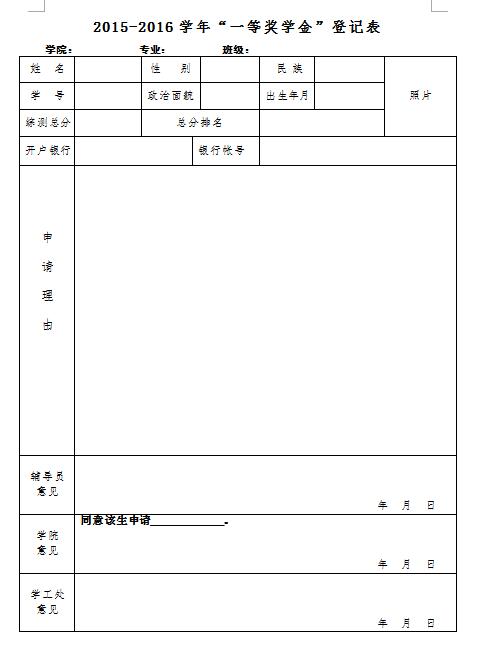 2015-2016 学年“一等奖学金”登记表
学院： 专业： 班级：
姓 名 性 别 民 族
照片
学 号 政治面貌 出生年月
综测总分 总分排名
开户银行 银行帐号
申
请
理
由
辅导员
意见
年 月 日
同意该生申请____________。
学院
意见
年 月 日
学工处
意见
年 月 日